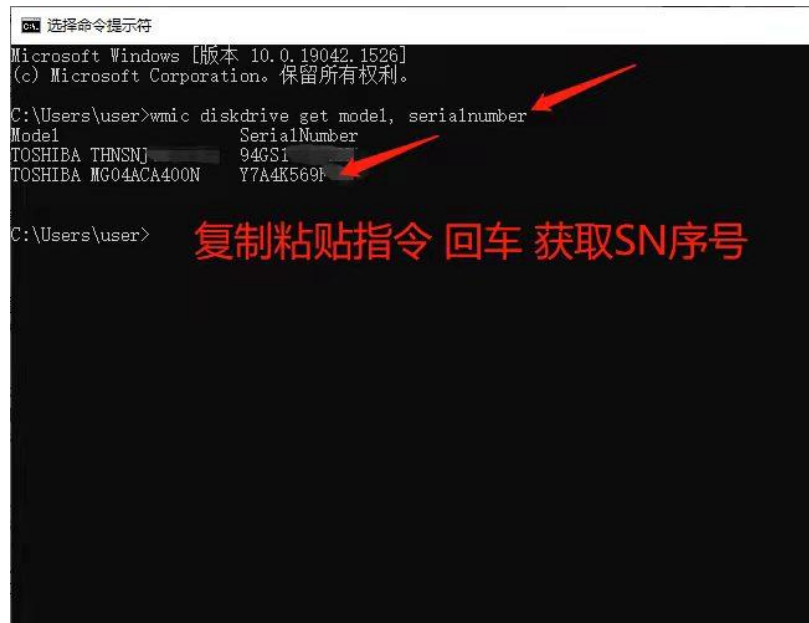 选择命令提示符
Microsoft Windows [版本 10.0.19042.1526]
(c) Microsoft Corporation。保留所有权利。
C:\Users\user>wmic diskdrive get model, serialnumber
Model SerialNumber
TOSHIBA THNSNJ 94GS1
TOSHIBA MG04ACA400N Y7A4K569F
C:\Users\user>
复制粘贴指令 回车 获取SN序号